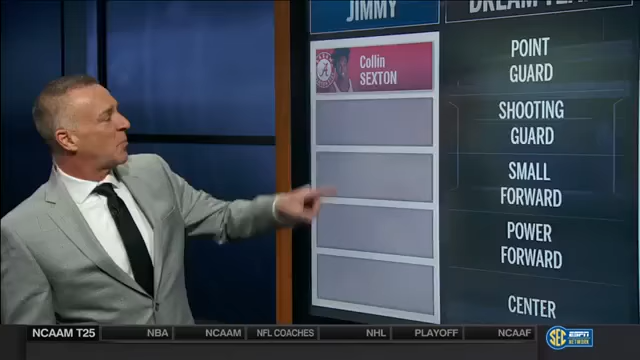 JIMMY
DREAM TEAM
Collin
SEXTON
POINT
GUARD
SHOOTING
GUARD
SMALL
FORWARD
POWER
FORWARD
CENTER
NCAAM T25
NBA
NCAAM
NFL COACHES
NHL
PLAYOFF
NCAAF
SEC
ESPN
NETWORK